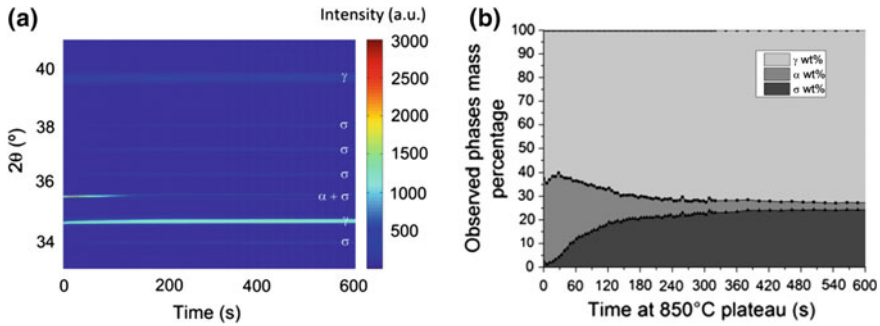 (a)
Intensity (a.u.)
3000
2500
2000
1500
1000
500
40
38
36
34
2θ (°)
γ
σ
σ
σ
α + σ
γ
σ
0
200
400
600
Time (s)
(b)
100
90
80
70
60
50
40
30
20
10
0
Observed phases mass
percentage
γ wt%
α wt%
σ wt%
0
60
120
180
240
300
360
420
480
540
600
Time at 850°C plateau (s)